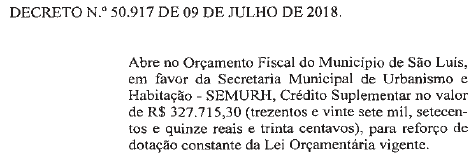 DECRETO N.º 50.917 DE 09 DE JULHO DE 2018.
Abre no Orçamento Fiscal do Município de São Luís,
em favor da Secretaria Municipal de Urbanismo e
Habitação - SEMURH, Crédito Suplementar no valor
de R$ 327.715,30 (trezentos e vinte sete mil, setecen-
tos e quinze reais e trinta centavos), para reforço de
dotação constante da Lei Orçamentária vigente.